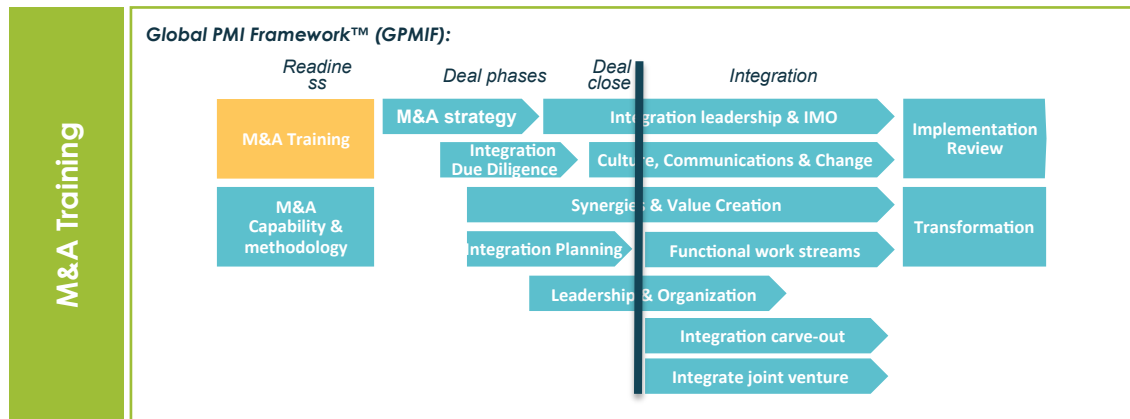 M&A Training
Global PMI Framework™ (GPMIF):
Readine
ss
Deal phases
Deal
close
Integration
M&A Training
M&A strategy
Integration leadership & IMO
Implementation
Review
Integration
Due Diligence
Culture, Communications & Change
M&A
Capability &
methodology
Synergies & Value Creation
Transformation
Integration Planning
Functional work streams
Leadership & Organization
Integration carve-out
Integrate joint venture